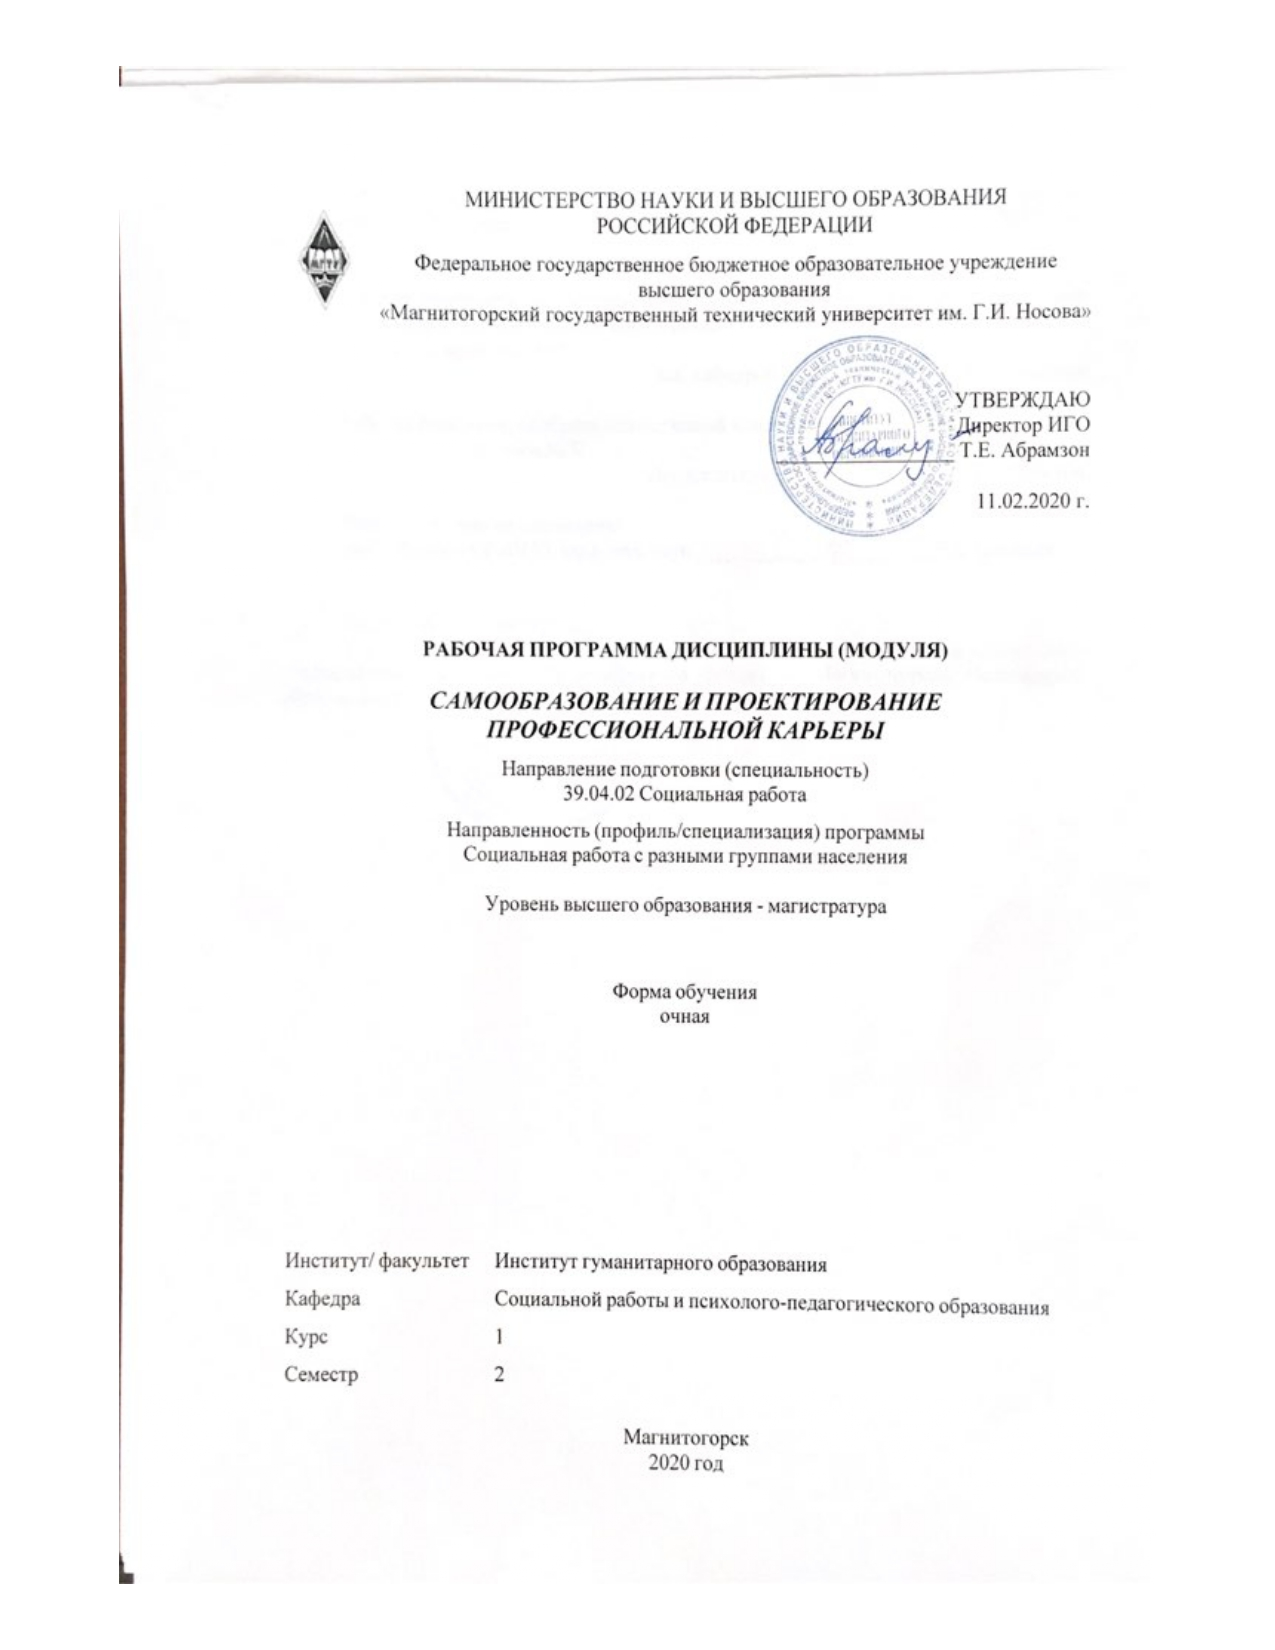 МИНИСТЕРСТВО НАУКИ И ВЫСШЕГО ОБРАЗОВАНИЯ
РОССИЙСКОЙ ФЕДЕРАЦИИ
МГТУ
Федеральное государственное бюджетное образовательное учреждение
высшего образования
«Магнитогорский государственный технический университет им. Г.И. Носова»
УТВЕРЖДАЮ
Директор ИГО
Т.Е. Абрамзон
11.02.2020 г.
РАБОЧАЯ ПРОГРАММА ДИСЦИПЛИНЫ (МОДУЛЯ)
САМООБРАЗОВАНИЕ И ПРОЕКТИРОВАНИЕ
ПРОФЕССИОНАЛЬНОЙ КАРЬЕРЫ
Направление подготовки (специальность)
39.04.02 Социальная работа
Направленность (профиль/специализация) программы
Социальная работа с разными группами населения
Уровень высшего образования - магистратура
Форма обучения
очная
Институт/ факультет Институт гуманитарного образования
Кафедра Социальной работы и психолого-педагогического образования
Курс 1
Семестр 2
Магнитогорск
2020 год